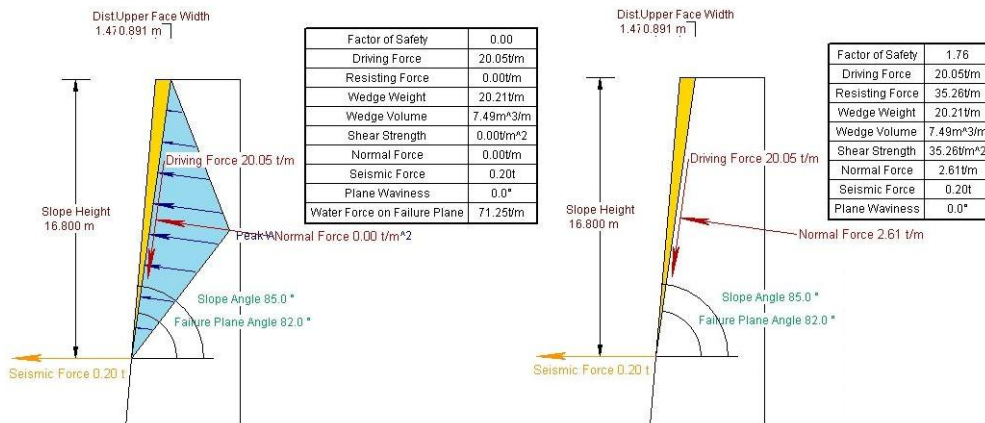 Dist.Upper Face Width
0.891 m
Factor of Safety 0.00
Driving Force 20.05t/m
Resisting Force 0.00t/m
Wedge Weight 20.21t/m
Wedge Volume 7.49m^3/m
Shear Strength 0.00t/m^2
Normal Force 0.00t/m
Seismic Force 0.20t
Plane Waviness 0.0°
Water Force on Failure Plane 71.25t/m
Driving Force 20.05 t/m
Slope Height
16.800 m
Normal Force 0.00 t/m^2
Slope Angle 85.0 °
Failure Plane Angle 82.0 °
Seismic Force 0.20 t
Dist.Upper Face Width
0.891 m
Factor of Safety 1.76
Driving Force 20.05t/m
Resisting Force 35.26t/m
Wedge Weight 20.21t/m
Wedge Volume 7.49m^3/m
Shear Strength 35.26t/m^2
Normal Force 2.61t/m
Seismic Force 0.20t
Plane Waviness 0.0°
Driving Force 20.05 t/m
Slope Height
16.800 m
Normal Force 2.61 t/m
Slope Angle 85.0 °
Failure Plane Angle 82.0 °
Seismic Force 0.20 t